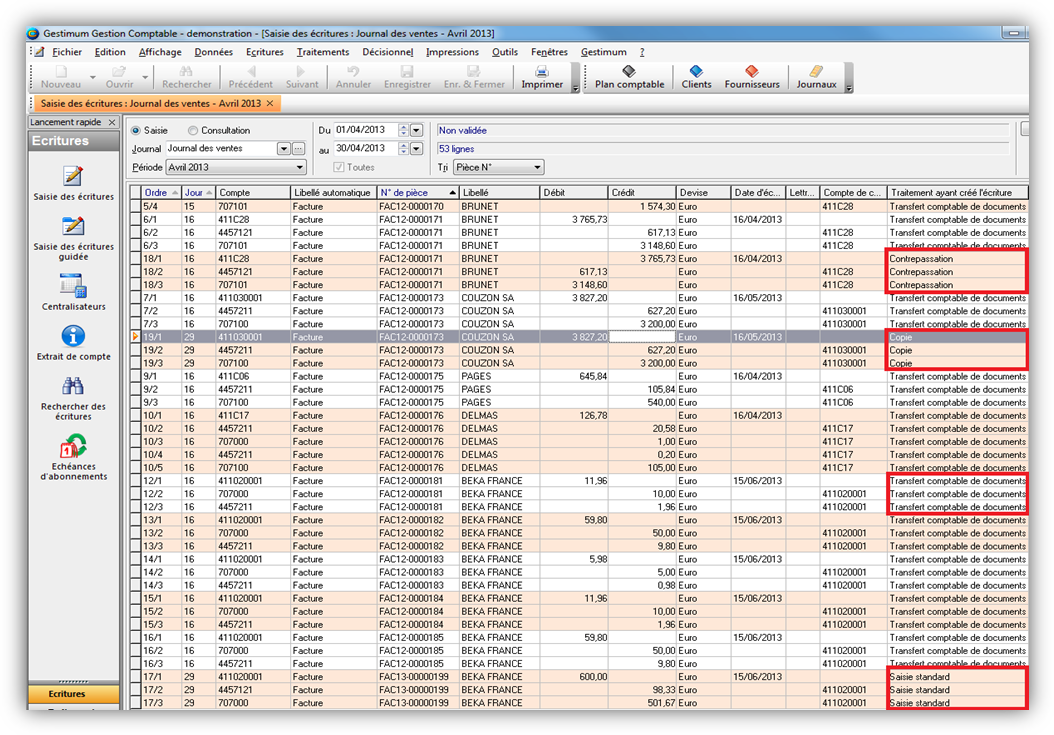 Gestimum Gestion Comptable - demonstration - [Saisie des écritures : Journal des ventes - Avril 2013]
Fichier Edition Affichage Données Ecritures Traitements Décisionnel Impressions Outils Fenêtres Gestimum ?
Nouveau Ouvrir Rechercher Précédent Suivant Annuler Enregistrer Enr. & Fermer Imprimer Plan comptable Clients Fournisseurs Journaux
Saisie des écritures : Journal des ventes - Avril 2013 ×
Lancement rapide ×
Ecritures
Saisie des écritures
Saisie des écritures
guidée
Centralisateurs
Extrait de compte
Rechercher des
écritures
Echéances
d'abonnements
Ecritures
Saisie Consultation Du 01/04/2013 Non validée
Journal Journal des ventes au 30/04/2013 53 lignes
Période Avril 2013 Toutes Tri Pièce N°
Ordre Jour Compte Libellé automatique N° de pièce Libellé Débit Crédit Devise Date d'éc... Lettr... Compte de c... Traitement ayant créé l'écriture
5/4 15 707101 Facture FAC12-0000170 BRUNET 1 574,30 Euro 411C28 Transfert comptable de documents
6/1 16 411C28 Facture FAC12-0000171 BRUNET 3 765,73 Euro 16/04/2013 Transfert comptable de documents
6/2 16 4457121 Facture FAC12-0000171 BRUNET 617,13 Euro 411C28 Transfert comptable de documents
6/3 16 707101 Facture FAC12-0000171 BRUNET 3 148,60 Euro 411C28 Transfert comptable de documents
18/1 16 411C28 Facture FAC12-0000171 BRUNET 3 765,73 Euro 16/04/2013 Contrepassation
18/2 16 4457121 Facture FAC12-0000171 BRUNET 617,13 Euro 411C28 Contrepassation
18/3 16 707101 Facture FAC12-0000171 BRUNET 3 148,60 Euro 411C28 Contrepassation
7/1 16 411030001 Facture FAC12-0000173 COUZON SA 3 827,20 Euro 16/05/2013 Transfert comptable de documents
7/2 16 4457211 Facture FAC12-0000173 COUZON SA 627,20 Euro 411030001 Transfert comptable de documents
7/3 16 707100 Facture FAC12-0000173 COUZON SA 3 200,00 Euro 411030001 Transfert comptable de documents
19/1 29 411030001 Facture FAC12-0000173 COUZON SA 3 827,20 Euro 16/05/2013 Copie
19/2 29 4457211 Facture FAC12-0000173 COUZON SA 627,20 Euro 411030001 Copie
19/3 29 707100 Facture FAC12-0000173 COUZON SA 3 200,00 Euro 411030001 Copie
9/1 16 411C06 Facture FAC12-0000175 PAGES 645,84 Euro 16/04/2013 Transfert comptable de documents
9/2 16 4457211 Facture FAC12-0000175 PAGES 105,84 Euro 411C06 Transfert comptable de documents
9/3 16 707100 Facture FAC12-0000175 PAGES 540,00 Euro 411C06 Transfert comptable de documents
10/1 16 411C17 Facture FAC12-0000176 DELMAS 126,78 Euro 16/04/2013 Transfert comptable de documents
10/2 16 4457211 Facture FAC12-0000176 DELMAS 20,58 Euro 411C17 Transfert comptable de documents
10/3 16 707000 Facture FAC12-0000176 DELMAS 1,00 Euro 411C17 Transfert comptable de documents
10/4 16 4457211 Facture FAC12-0000176 DELMAS 0,20 Euro 411C17 Transfert comptable de documents
10/5 16 707100 Facture FAC12-0000176 DELMAS 105,00 Euro 411C17 Transfert comptable de documents
12/1 16 411020001 Facture FAC12-0000181 BEKA FRANCE 11,96 Euro 15/06/2013 Transfert comptable de documents
12/2 16 707000 Facture FAC12-0000181 BEKA FRANCE 10,00 Euro 411020001 Transfert comptable de documents
12/3 16 4457211 Facture FAC12-0000181 BEKA FRANCE 1,96 Euro 411020001 Transfert comptable de documents
13/1 16 411020001 Facture FAC12-0000182 BEKA FRANCE 59,80 Euro 15/06/2013 Transfert comptable de documents
13/2 16 707000 Facture FAC12-0000182 BEKA FRANCE 50,00 Euro 411020001 Transfert comptable de documents
13/3 16 4457211 Facture FAC12-0000182 BEKA FRANCE 9,80 Euro 411020001 Transfert comptable de documents
14/1 16 411020001 Facture FAC12-0000183 BEKA FRANCE 5,98 Euro 15/06/2013 Transfert comptable de documents
14/2 16 707000 Facture FAC12-0000183 BEKA FRANCE 5,00 Euro 411020001 Transfert comptable de documents
14/3 16 4457211 Facture FAC12-0000183 BEKA FRANCE 0,98 Euro 411020001 Transfert comptable de documents
15/1 16 411020001 Facture FAC12-0000184 BEKA FRANCE 11,96 Euro 15/06/2013 Transfert comptable de documents
15/2 16 707000 Facture FAC12-0000184 BEKA FRANCE 10,00 Euro 411020001 Transfert comptable de documents
15/3 16 4457211 Facture FAC12-0000184 BEKA FRANCE 1,96 Euro 411020001 Transfert comptable de documents
16/1 16 411020001 Facture FAC12-0000185 BEKA FRANCE 59,80 Euro 15/06/2013 Transfert comptable de documents
16/2 16 707000 Facture FAC12-0000185 BEKA FRANCE 50,00 Euro 411020001 Transfert comptable de documents
16/3 16 4457211 Facture FAC12-0000185 BEKA FRANCE 9,80 Euro 411020001 Transfert comptable de documents
17/1 29 411020001 Facture FAC13-00000199 BEKA FRANCE 600,00 Euro 15/06/2013 Saisie standard
17/2 29 4457121 Facture FAC13-00000199 BEKA FRANCE 98,33 Euro 411020001 Saisie standard
17/3 29 707000 Facture FAC13-00000199 BEKA FRANCE 501,67 Euro 411020001 Saisie standard